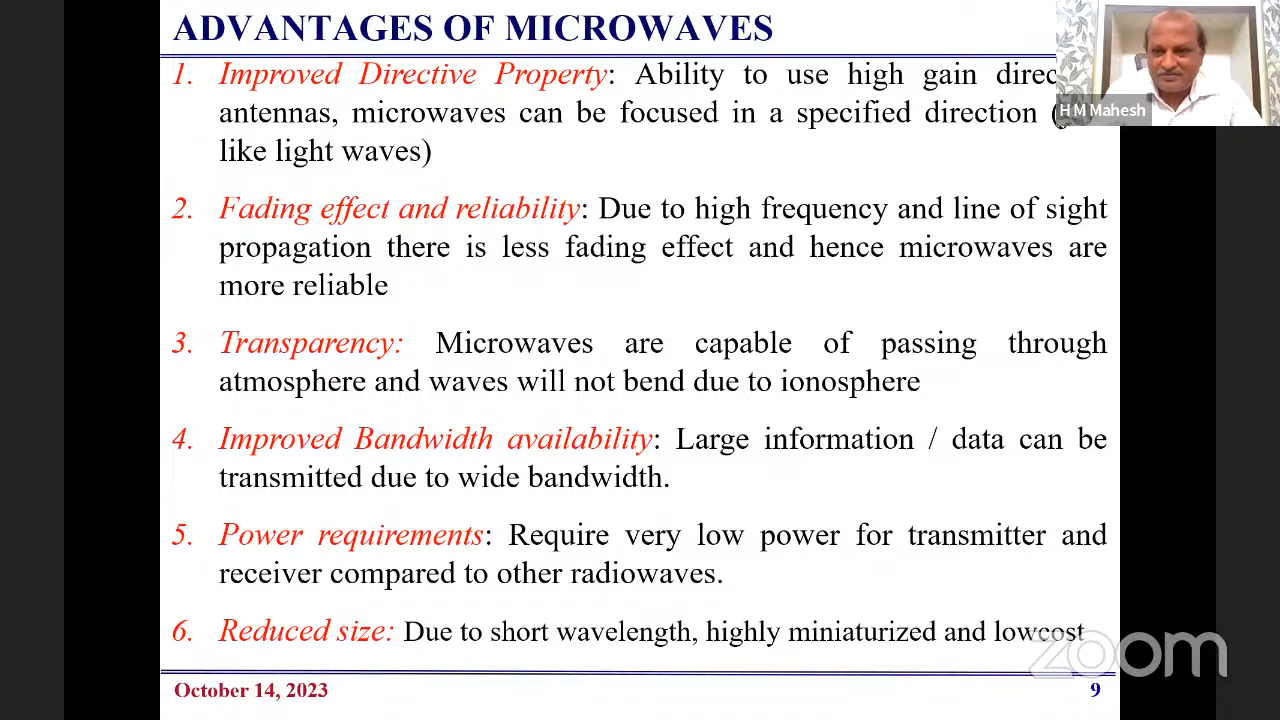 ADVANTAGES OF MICROWAVES
1. Improved Directive Property: Ability to use high gain
antennas, microwaves can be focused in a specified direction
like light waves)
2. Fading effect and reliability: Due to high frequency and line of sight
propagation there is less fading effect and hence microwaves are
more reliable
3. Transparency: Microwaves are capable of passing through
atmosphere and waves will not bend due to ionosphere
4. Improved Bandwidth availability: Large information / data can be
transmitted due to wide bandwidth.
5. Power requirements: Require very low power for transmitter and
receiver compared to other radiowaves.
6. Reduced size: Due to short wavelength, highly miniaturized and lowcost
October 14, 2023
9
H M Mahesh
zoom